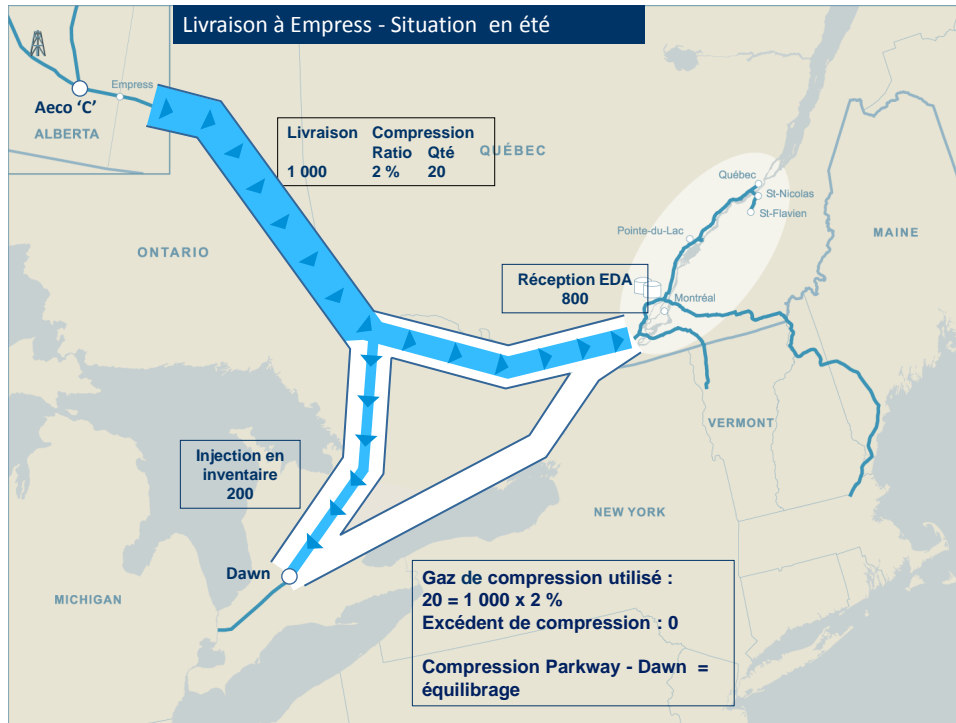 Livraison à Empress - Situation en été
Empress
Aeco ‘C’
ALBERTA
Livraison Compression
Ratio Qté
1 000 2 % 20
QUÉBEC
Québec
St-Nicolas
St-Flavien
Pointe-du-Lac
MAINE
ONTARIO
Réception EDA
800
Montréal
VERMONT
Injection en
inventaire
200
NEW YORK
Dawn
MICHIGAN
Gaz de compression utilisé :
20 = 1 000 x 2 %
Excédent de compression : 0
Compression Parkway - Dawn =
équilibrage